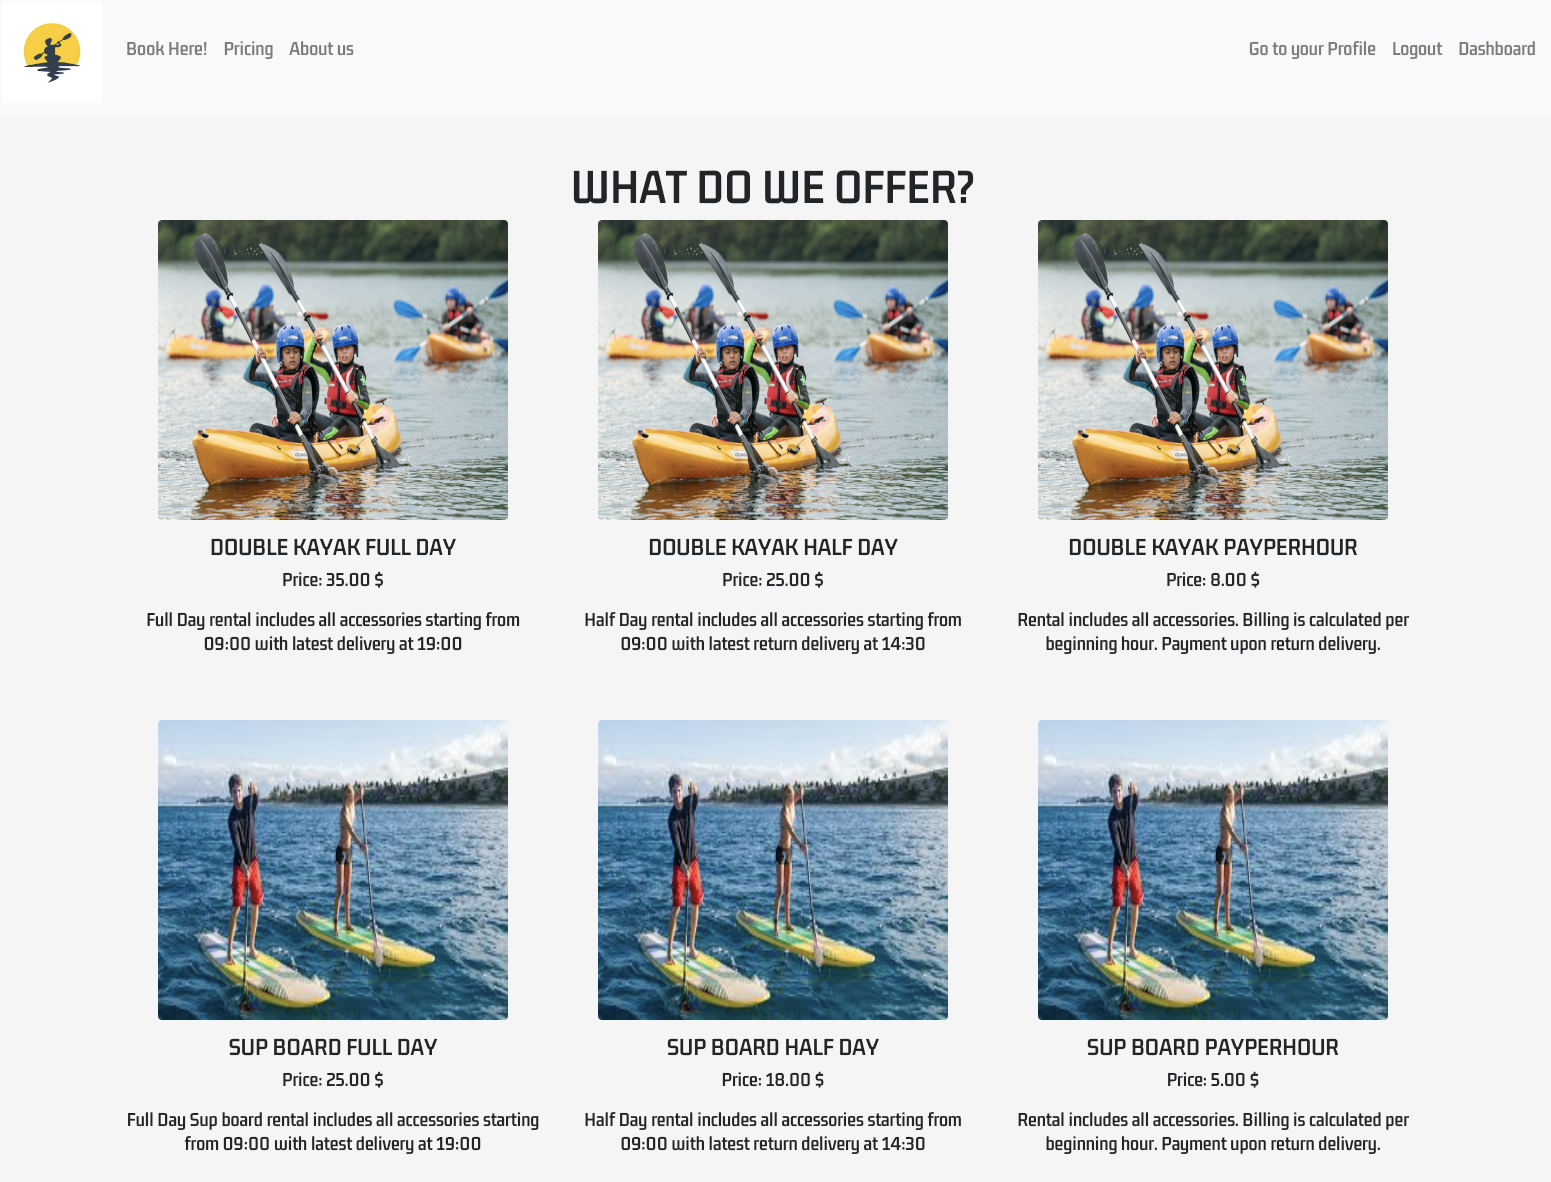 Book Here! Pricing About us Go to your Profile Logout Dashboard
WHAT DO WE OFFER?
DOUBLE KAYAK FULL DAY
Price: 35.00 $
Full Day rental includes all accessories starting from
09:00 with latest delivery at 19:00
DOUBLE KAYAK HALF DAY
Price: 25.00 $
Half Day rental includes all accessories starting from
09:00 with latest return delivery at 14:30
DOUBLE KAYAK PAYPERHOUR
Price: 8.00 $
Rental includes all accessories. Billing is calculated per
beginning hour. Payment upon return delivery.
SUP BOARD FULL DAY
Price: 25.00 $
Full Day Sup board rental includes all accessories starting
from 09:00 with latest delivery at 19:00
SUP BOARD HALF DAY
Price: 18.00 $
Half Day rental includes all accessories starting from
09:00 with latest return delivery at 14:30
SUP BOARD PAYPERHOUR
Price: 5.00 $
Rental includes all accessories. Billing is calculated per
beginning hour. Payment upon return delivery.